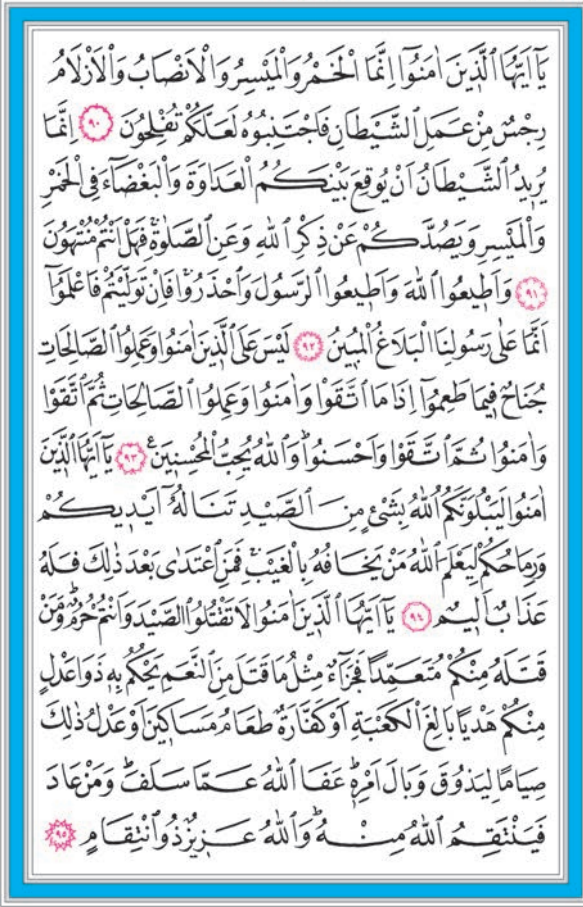 يَٓا اَيُّهَا الَّذ۪ينَ اٰمَنُٓوا اِنَّمَا الْخَمْرُ وَالْمَيْسِرُ وَالْاَنْصَابُ وَالْاَزْلَامُ
رِجْسٌ مِنْ عَمَلِ الشَّيْطَانِ فَاجْتَنِبُوهُ لَعَلَّكُمْ تُفْلِحُونَ ﴿٩٠﴾ اِنَّمَا
يُر۪يدُ الشَّيْطَانُ اَنْ يُوقِعَ بَيْنَكُمُ الْعَدَاوَةَ وَالْبَغْضَٓاءَ فِي الْخَمْرِ
وَالْمَيْسِرِ وَيَصُدَّكُمْ عَنْ ذِكْرِ اللّٰهِ وَعَنِ الصَّلٰوةِۚ فَهَلْ اَنْتُمْ مُنْتَهُونَ
﴿٩١﴾ وَاَط۪يعُوا اللّٰهَ وَاَط۪يعُوا الرَّسُولَ وَاحْذَرُواۚ فَاِنْ تَوَلَّيْتُمْ فَاعْلَمُٓوا
اَنَّمَا عَلٰى رَسُولِنَا الْبَلَاغُ الْمُب۪ينُ ﴿٩٢﴾ لَيْسَ عَلَى الَّذ۪ينَ اٰمَنُوا وَعَمِلُوا الصَّالِحَاتِ
جُنَاحٌ ف۪يمَا طَعِمُٓوا اِذَا مَا اتَّقَوْا وَاٰمَنُوا وَعَمِلُوا الصَّالِحَاتِ ثُمَّ اتَّقَوْا
وَاٰمَنُوا ثُمَّ اتَّقَوْا وَاَحْسَنُواۜ وَاللّٰهُ يُحِبُّ الْمُحْسِن۪ينَ۟ ﴿٩٣﴾ يَٓا اَيُّهَا الَّذ۪ينَ
اٰمَنُوا لَيَبْلُوَنَّكُمُ اللّٰهُ بِشَيْءٍ مِنَ الصَّيْدِ تَنَالُهُٓ اَيْد۪يكُمْ
وَرِمَاحُكُمْ لِيَعْلَمَ اللّٰهُ مَنْ يَخَافُهُ بِالْغَيْبِۚ فَمَنِ اعْتَدٰى بَعْدَ ذٰلِكَ فَلَهُ
عَذَابٌ اَل۪يمٌ ﴿٩٤﴾ يَٓا اَيُّهَا الَّذ۪ينَ اٰمَنُوا لَا تَقْتُلُوا الصَّيْدَ وَاَنْتُمْ حُرُمٌۜ وَمَنْ
قَتَلَهُ مِنْكُمْ مُتَعَمِّدًا فَجَزَٓاءٌ مِثْلُ مَا قَتَلَ مِنَ النَّعَمِ يَحْكُمُ بِه۪ ذَوَا عَدْلٍ
مِنْكُمْ هَدْيًا بَالِغَ الْكَعْبَةِ اَوْ كَفَّارَةٌ طَعَامُ مَسَاك۪ينَ اَوْ عَدْلُ ذٰلِكَ
صِيَامًا لِيَذُوقَ وَبَالَ اَمْرِه۪ۜ عَفَا اللّٰهُ عَمَّا سَلَفَۜ وَمَنْ عَادَ
فَيَنْتَقِمُ اللّٰهُ مِنْهُۜ وَاللّٰهُ عَز۪يزٌ ذُو انْتِقَامٍ ﴿٩٥﴾